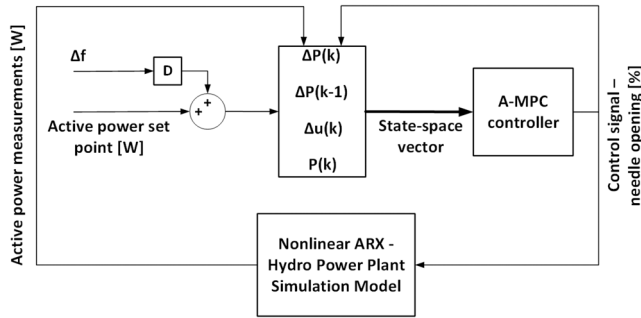 Active power measurements [W]
Δf
D
+
+
Active power set
point [W]
ΔP(k)
ΔP(k-1)
Δu(k)
P(k)
State-space
vector
A-MPC
controller
Control signal –
needle opening [%]
Nonlinear ARX -
Hydro Power Plant
Simulation Model